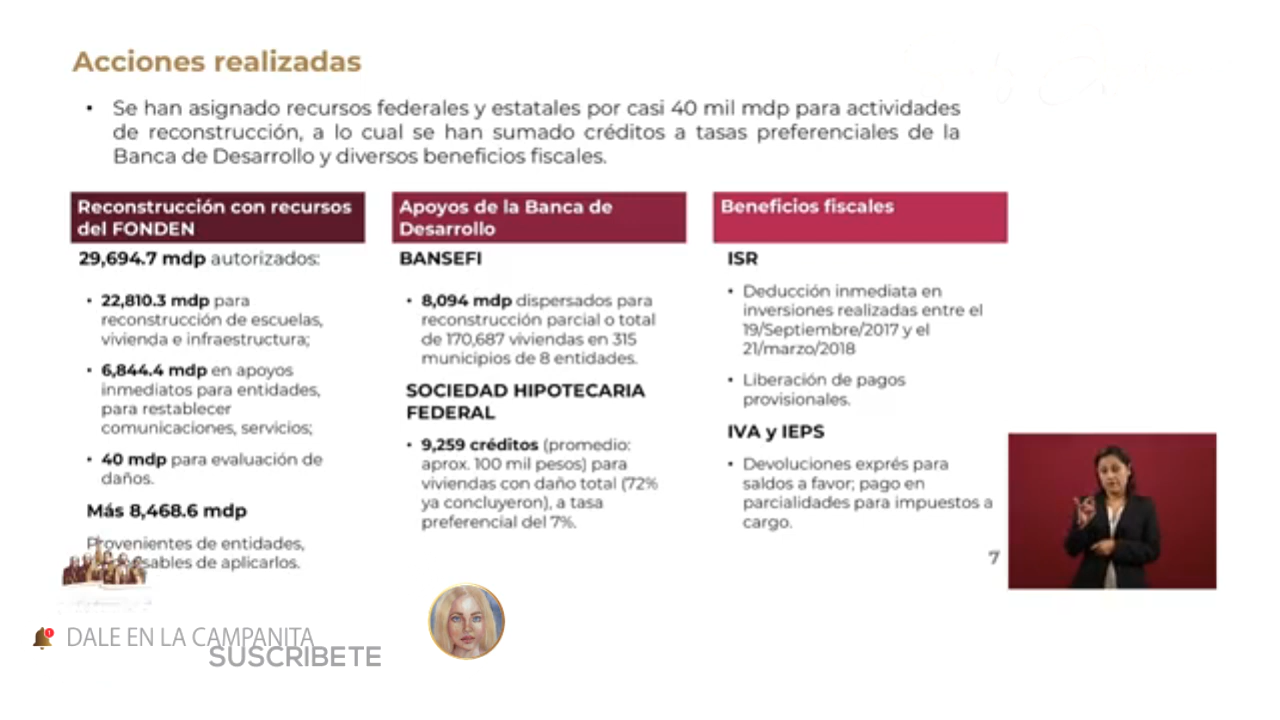 Acciones realizadas
• Se han asignado recursos federales y estatales por casi 40 mil mdp para actividades
de reconstrucción, a lo cual se han sumado créditos a tasas preferenciales de la
Banca de Desarrollo y diversos beneficios fiscales.
Reconstrucción con recursos
del FONDEN
29,694.7 mdp autorizados:
• 22,810.3 mdp para
reconstrucción de escuelas,
vivienda e infraestructura;
• 6,844.4 mdp en apoyos
inmediatos para entidades,
para restablecer
comunicaciones, servicios;
• 40 mdp para evaluación de
daños.
Más 8,468.6 mdp
Provenientes de entidades,
de aplicarlos.
Apoyos de la Banca de
Desarrollo
BANSEFI
• 8,094 mdp dispersados para
reconstrucción parcial o total
de 170,687 viviendas en 315
municipios de 8 entidades.
SOCIEDAD HIPOTECARIA
FEDERAL
• 9,259 créditos (promedio:
aprox. 100 mil pesos) para
viviendas con daño total (72%
ya concluyeron), a tasa
preferencial del 7%.
Beneficios fiscales
ISR
• Deducción inmediata en
inversiones realizadas entre el
19/Septiembre/2017 y el
21/marzo/2018
• Liberación de pagos
provisionales.
IVA y IEPS
• Devoluciones exprés para
saldos a favor; pago en
parcialidades para impuestos a
cargo.
7
1
DALE EN LA CAMPANITA
SUSCRIBETE